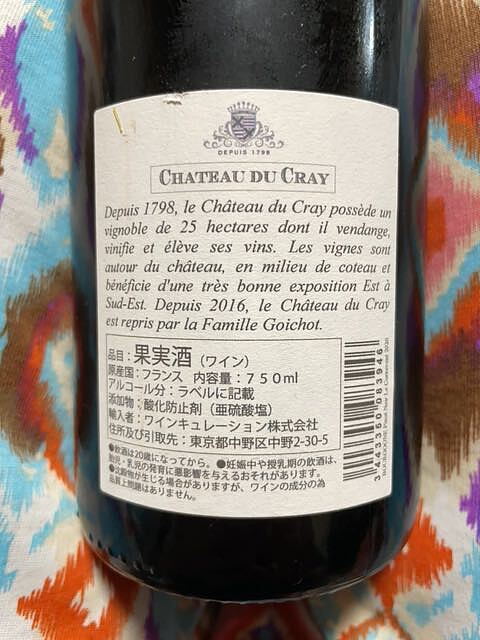 DEPUIS 1798
CHATEAU DU CRAY
Depuis 1798, le Château du Cray possède un
vignoble de 25 hectares dont il vendange,
vinifie et élève ses vins. Les vignes sont
autour du château, en milieu de coteau et
bénéficie d'une très bonne exposition Est à
Sud-Est. Depuis 2016, le Château du Cray
est repris par la Famille Goichot.
品目：果実酒（ワイン）
原産国：フランス 内容量：７５０ml
アルコール分：ラベルに記載
添加物：酸化防止剤（亜硫酸塩）
輸入者：ワインキュレーション株式会社
住所及び引取先：東京都中野区中野2-30-5
●飲酒は20歳になってから。●妊娠中や授乳期の飲酒は、
胎児・乳児の発育に悪影響を与えるおそれがあります。
●沈殿物が生じる場合がありますが、ワインの成分の為
品質上問題はありません。
3 443350 083946
BOURGOGNE Pinot Noir
2020